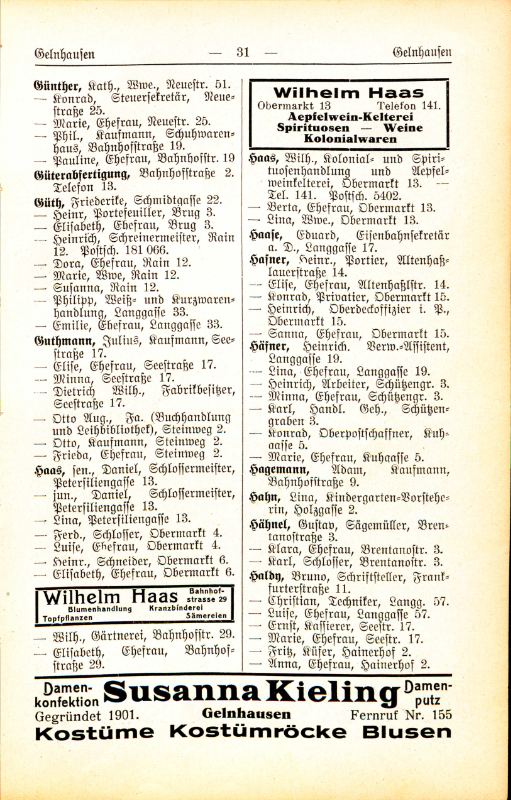 Gelnhausen — 31 — Gelnhausen
Günther, Kath., Wwe., Neuestr. 51.
— Konrad, Steuersekretär, Neue-
straße 25.
— Marie, Ehefrau, Neuestr. 25.
— Phil., Kaufmann, Schuhwaren-
haus, Bahnhofstraße 19.
— Pauline, Ehefrau, Bahnhofstr. 19
Güterabfertigung, Bahnhofstraße 2.
Telefon 13.
Güth, Friederike, Schmidtgasse 22.
— Heinr, Portefeuiller, Brug 3.
— Elisabeth, Ehefrau, Brug 3.
— Heinrich, Schreinermeister, Rain
12. Postsch. 181 066.
— Dora, Ehefrau, Rain 12.
— Marie, Wwe, Rain 12.
— Susanna, Rain 12.
— Philipp, Weiß- und Kurzwaren-
handlung, Langgasse 33.
— Emilie, Ehefrau, Langgasse 33.
Guthmann, Julius, Kaufmann, See-
straße 17.
— Elise, Ehefrau, Seestraße 17.
— Minna, Seestraße 17.
— Dietrich Wilh., Fabrikbesitzer,
Seestraße 17.
— Otto Aug., Fa. (Buchhandlung
und Leihbibliothek), Steinweg 2.
— Otto, Kaufmann, Steinweg 2.
— Frieda, Ehefrau, Steinweg 2.
Haas, sen., Daniel, Schlossermeister,
Petersiliengasse 13.
— jun., Daniel, Schlossermeister,
Petersiliengasse 13.
— Lina, Petersiliengasse 13.
— Ferd., Schlosser, Obermarkt 4.
— Luise, Ehefrau, Obermarkt 4.
— Heinr., Schneider, Obermarkt 6.
— Elisabeth, Ehefrau, Obermarkt 6.
Wilhelm Haas Bahnhof-
strasse 29
Blumenhandlung Kranzbinderei
Topfpflanzen Sämereien
— Wilh., Gärtnerei, Bahnhofstr. 29.
— Elisabeth, Ehefrau, Bahnhof-
straße 29.
Wilhelm Haas
Obermarkt 13 Telefon 141.
Aepfelwein-Kelterei
Spirituosen — Weine
Kolonialwaren
Haas, Wilh., Kolonial- und Spiri-
tuosenhandlung und Aepfel-
weinkelterei, Obermarkt 13. —
Tel. 141. Postsch. 5402.
— Berta, Ehefrau, Obermarkt 13.
— Lina, Wwe., Obermarkt 13.
Haase, Eduard, Eisenbahnsekretär
a. D., Langgasse 17.
Hafner, Heinr., Portier, Altenhaß-
lauerstraße 14.
— Elise, Ehefrau, Altenhaßlstr. 14.
— Konrad, Privatier, Obermarkt 15.
— Heinrich, Oberdeckoffizier i. P.,
Obermarkt 15.
— Sanna, Ehefrau, Obermarkt 15.
Häfner, Heinrich. Verw.-Assistent,
Langgasse 19.
— Lina, Ehefrau, Langgasse 19.
— Heinrich, Arbeiter, Schützengr. 3.
— Minna, Ehefrau, Schützengr. 3.
— Karl, Handl. Geh., Schützen-
graben 3.
— Konrad, Oberpostschaffner, Kuh-
gasse 5.
— Marie, Ehefrau, Kuhgasse 5.
Hagemann, Adam, Kaufmann,
Bahnhofstraße 9.
Hahn, Lina, Kindergarten-Vorstehe-
rin, Holzgasse 2.
Hähnel, Gustav, Sägemüller, Bren-
tanostraße 3.
— Klara, Ehefrau, Brentanostr. 3.
— Karl, Schlosser, Brentanostr. 3.
Haldy, Bruno, Schriftsteller, Frank-
furterstraße 11.
— Christian, Techniker, Langg. 57.
— Luise, Ehefrau, Langgasse 57.
— Ernst, Kassierer, Seestr. 17.
— Marie, Ehefrau, Seestr. 17.
— Fritz, Küfer, Hainerhof 2.
— Anna, Ehefrau, Hainerhof 2.
Damen-
konfektion Susanna Kieling Damen-
putz
Gegründet 1901. Gelnhausen Fernruf Nr. 155
Kostüme Kostümröcke Blusen